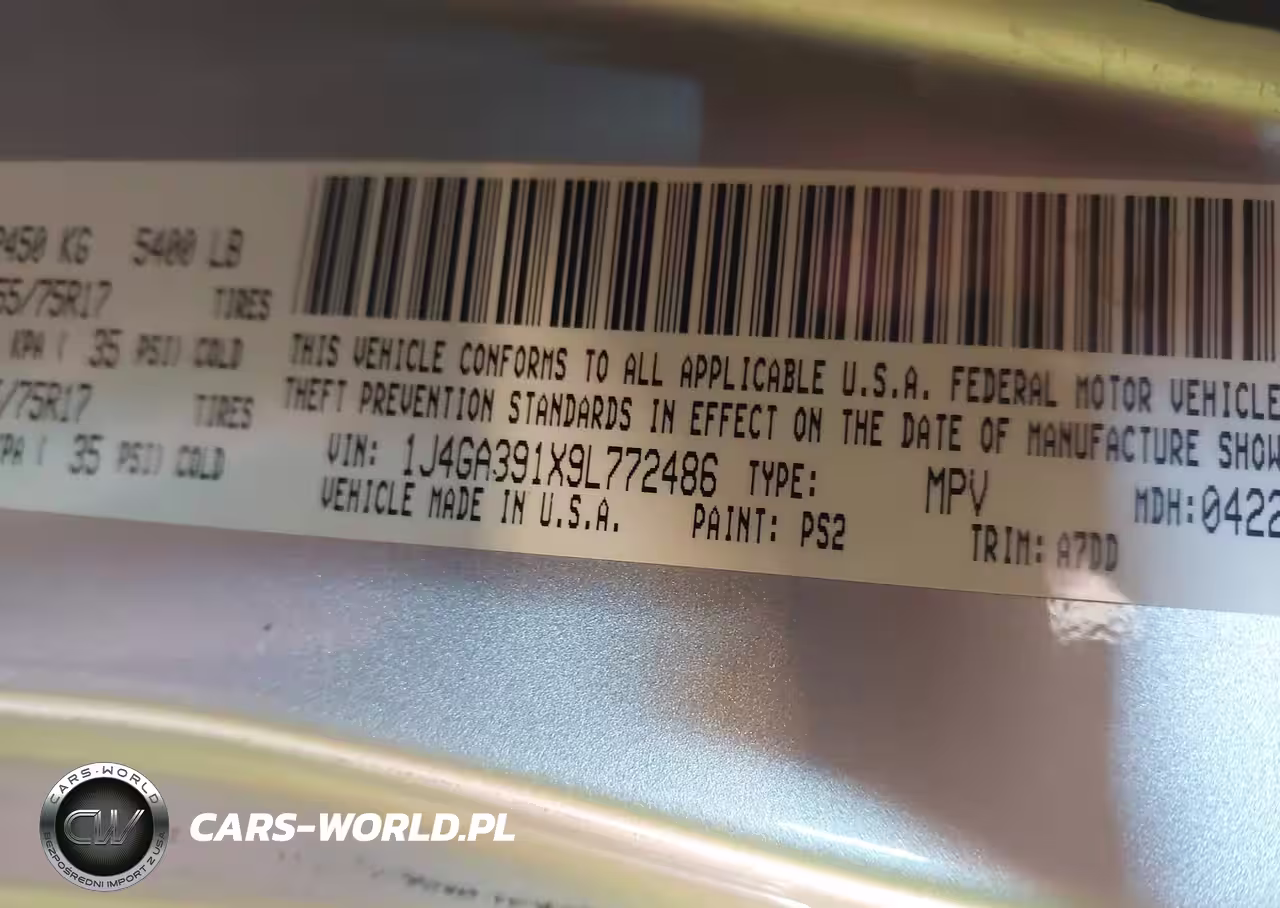 P450 KG 5400 LB
55/75R17 TIRES
KPA ( 35 PSI) COLD
/75R17 TIRES
KPA ( 35 PSI) COLD
THIS VEHICLE CONFORMS TO ALL APPLICABLE U.S.A. FEDERAL MOTOR VEHICLE
THEFT PREVENTION STANDARDS IN EFFECT ON THE DATE OF MANUFACTURE SHOW
VIN: 1J4GA391X9L772486 TYPE: MPV MDH:0422
VEHICLE MADE IN U.S.A. PAINT: PS2 TRIM: A7DD
CARS-WORLD
CW
BEZPOŚREDNI IMPORT Z USA
CARS-WORLD.PL